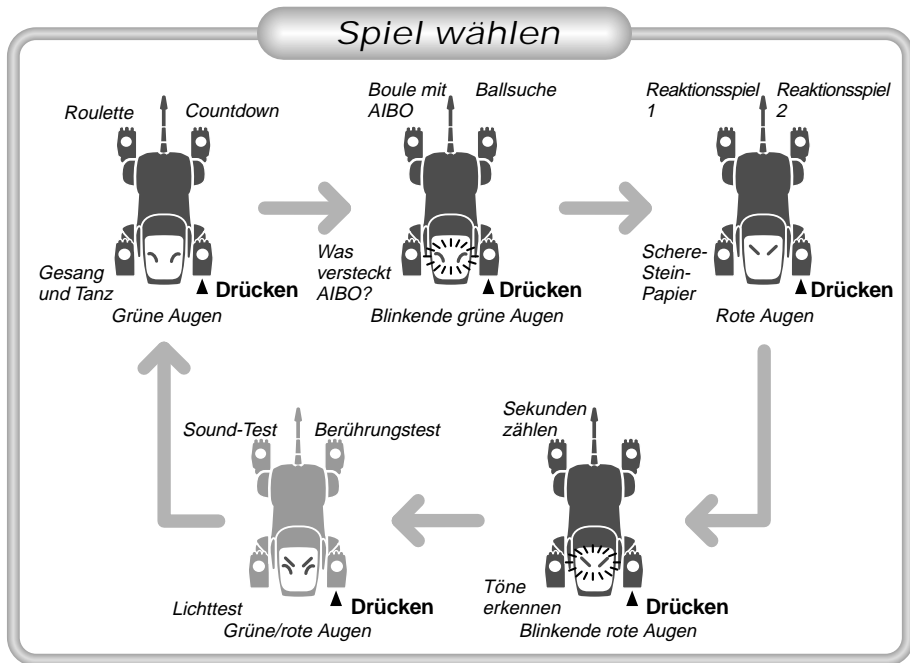 Spiel wählen
Roulette
Countdown
Gesang
und Tanz
Drücken
Grüne Augen
Boule mit
AIBO
Ballsuche
Was
versteckt
AIBO?
Drücken
Blinkende grüne Augen
Reaktionsspiel
1
Reaktionsspiel
2
Schere-
Stein-
Papier
Drücken
Rote Augen
Sound-Test
Berührungstest
Lichttest
Drücken
Grüne/rote Augen
Sekunden
zählen
Töne
erkennen
Drücken
Blinkende rote Augen